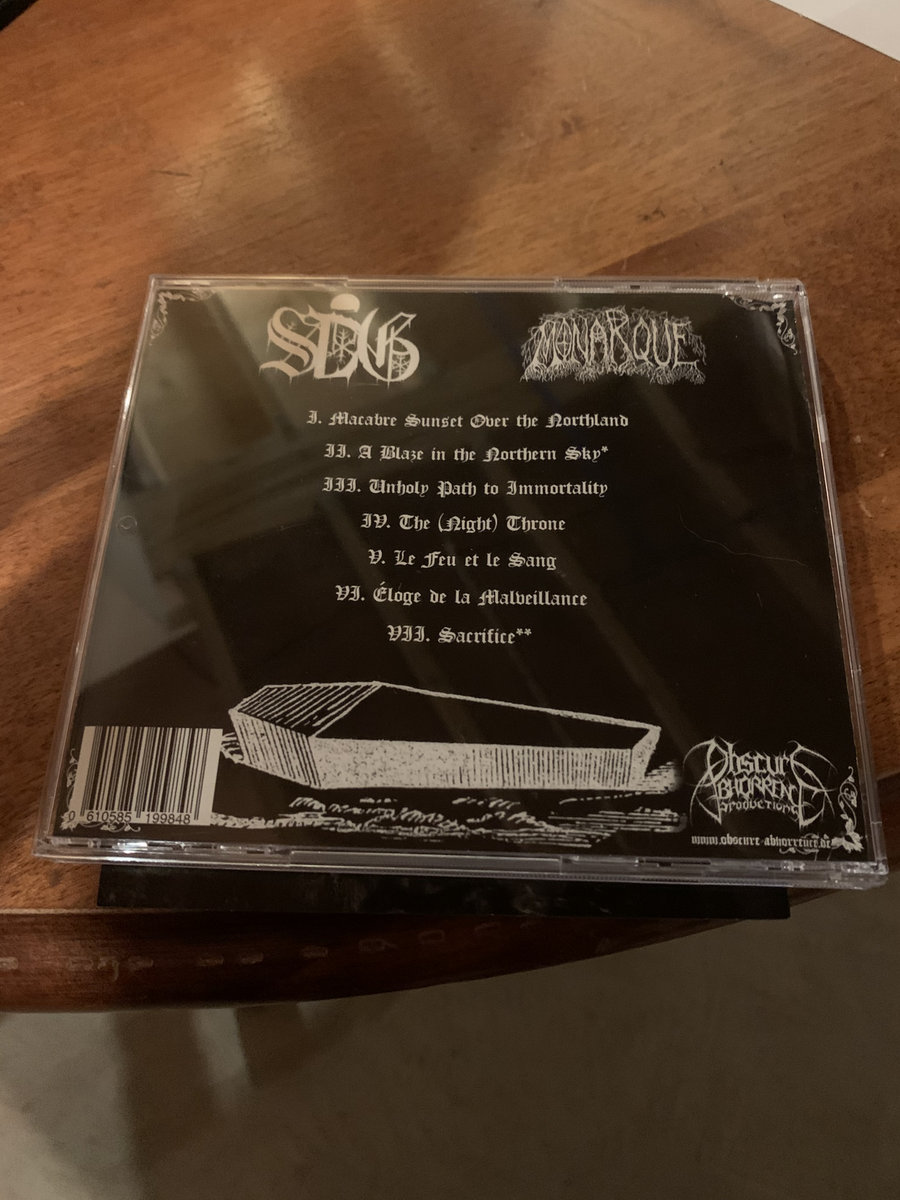 MONARQUE
I. Macabre Sunset Over the Northland
II. A Blaze in the Northern Sky*
III. Unholy Path to Immortality
IV. The (Night) Throne
V. Le Feu et le Sang
VI. Éloge de la Malveillance
VII. Sacrifice**
0 610585 199848
Obscure
Abhorrence
Productions
www.obscure-abhorrence.de